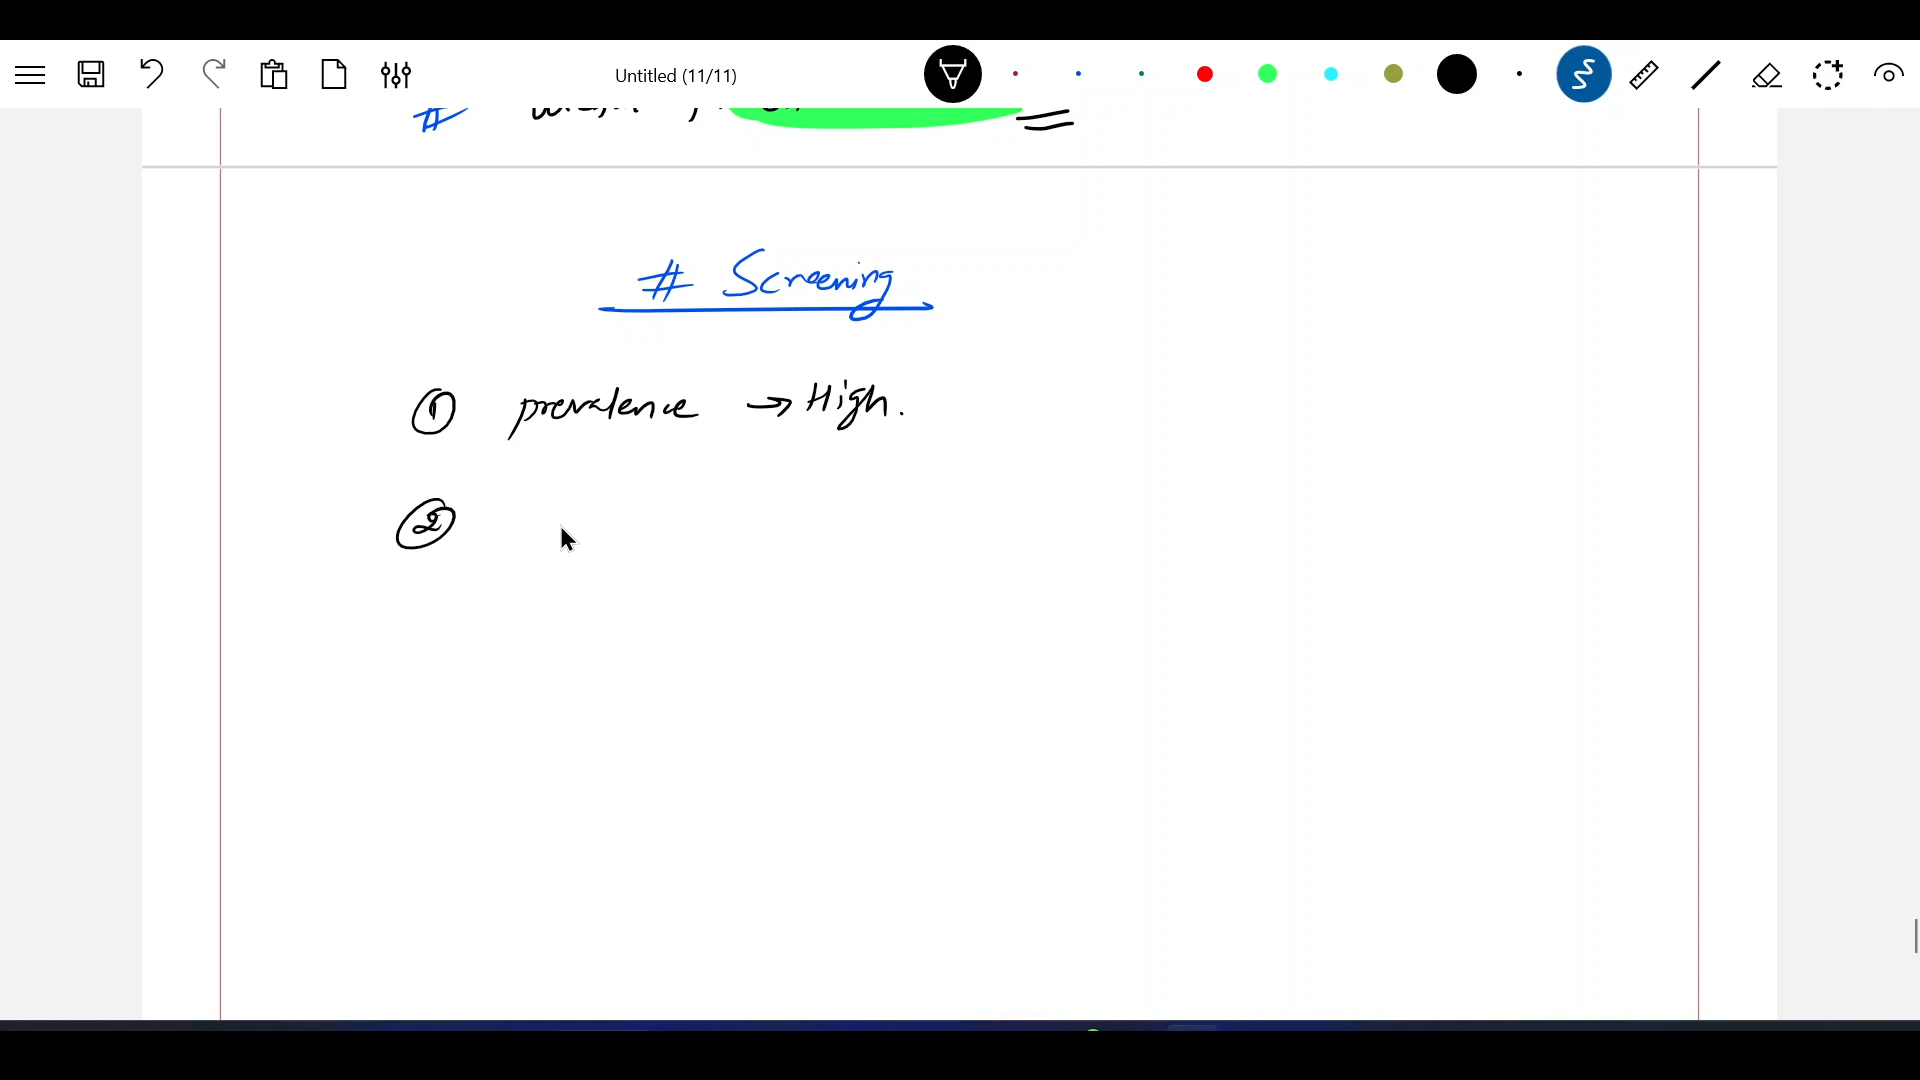 Untitled (11/11)
#
# Screening
① prevalence → High.
②